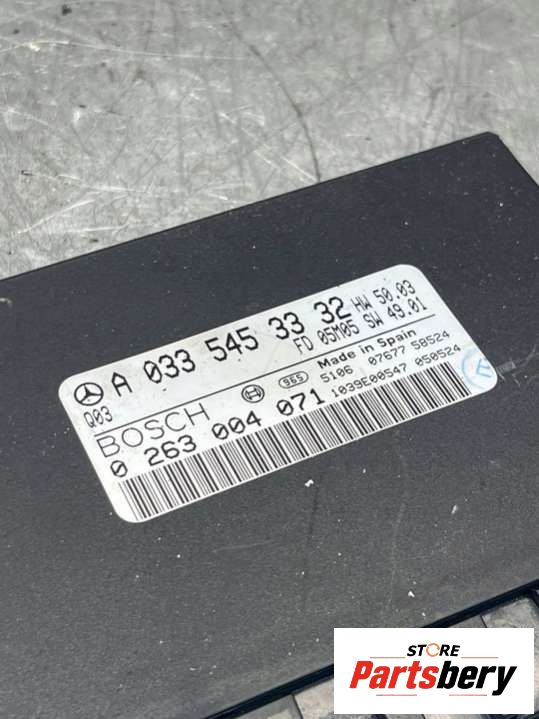 A 033 545 33 32 HW 50.03
Q03 FD 05M05 SW 49.01
BOSCH 965 Made in Spain
5106 07677 58524
0 263 004 071 1039E00547 050524
STORE
Partsbery